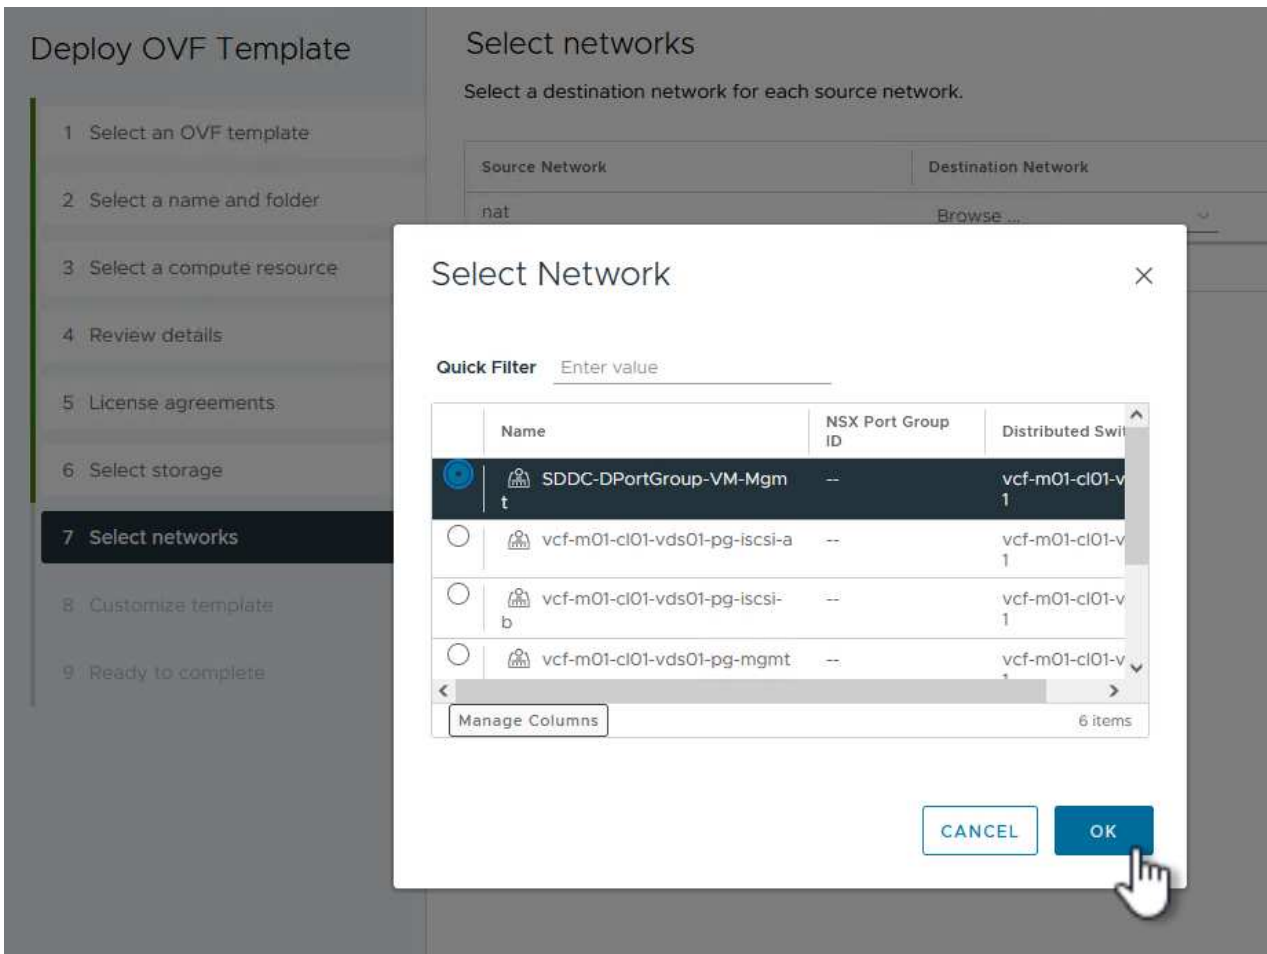 Deploy OVF Template
1 Select an OVF template
2 Select a name and folder
3 Select a compute resource
4 Review details
5 License agreements
6 Select storage
7 Select networks
8 Customize template
9 Ready to complete
Select networks
Select a destination network for each source network.
Source Network Destination Network
nat Browse ...
Select Network
Quick Filter Enter value
Name NSX Port Group ID Distributed Swi
SDDC-DPortGroup-VM-Mgm -- vcf-m01-cl01-v
t 1
vcf-m01-cl01-vds01-pg-iscsi-a -- vcf-m01-cl01-v
1
vcf-m01-cl01-vds01-pg-iscsi- -- vcf-m01-cl01-v
b 1
vcf-m01-cl01-vds01-pg-mgmt -- vcf-m01-cl01-v
Manage Columns 6 items
CANCEL OK